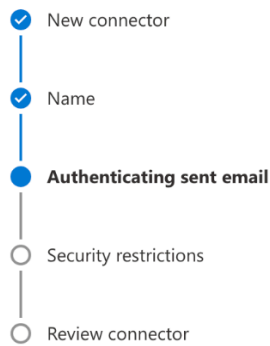 New connector
Name
Authenticating sent email
Security restrictions
Review connector